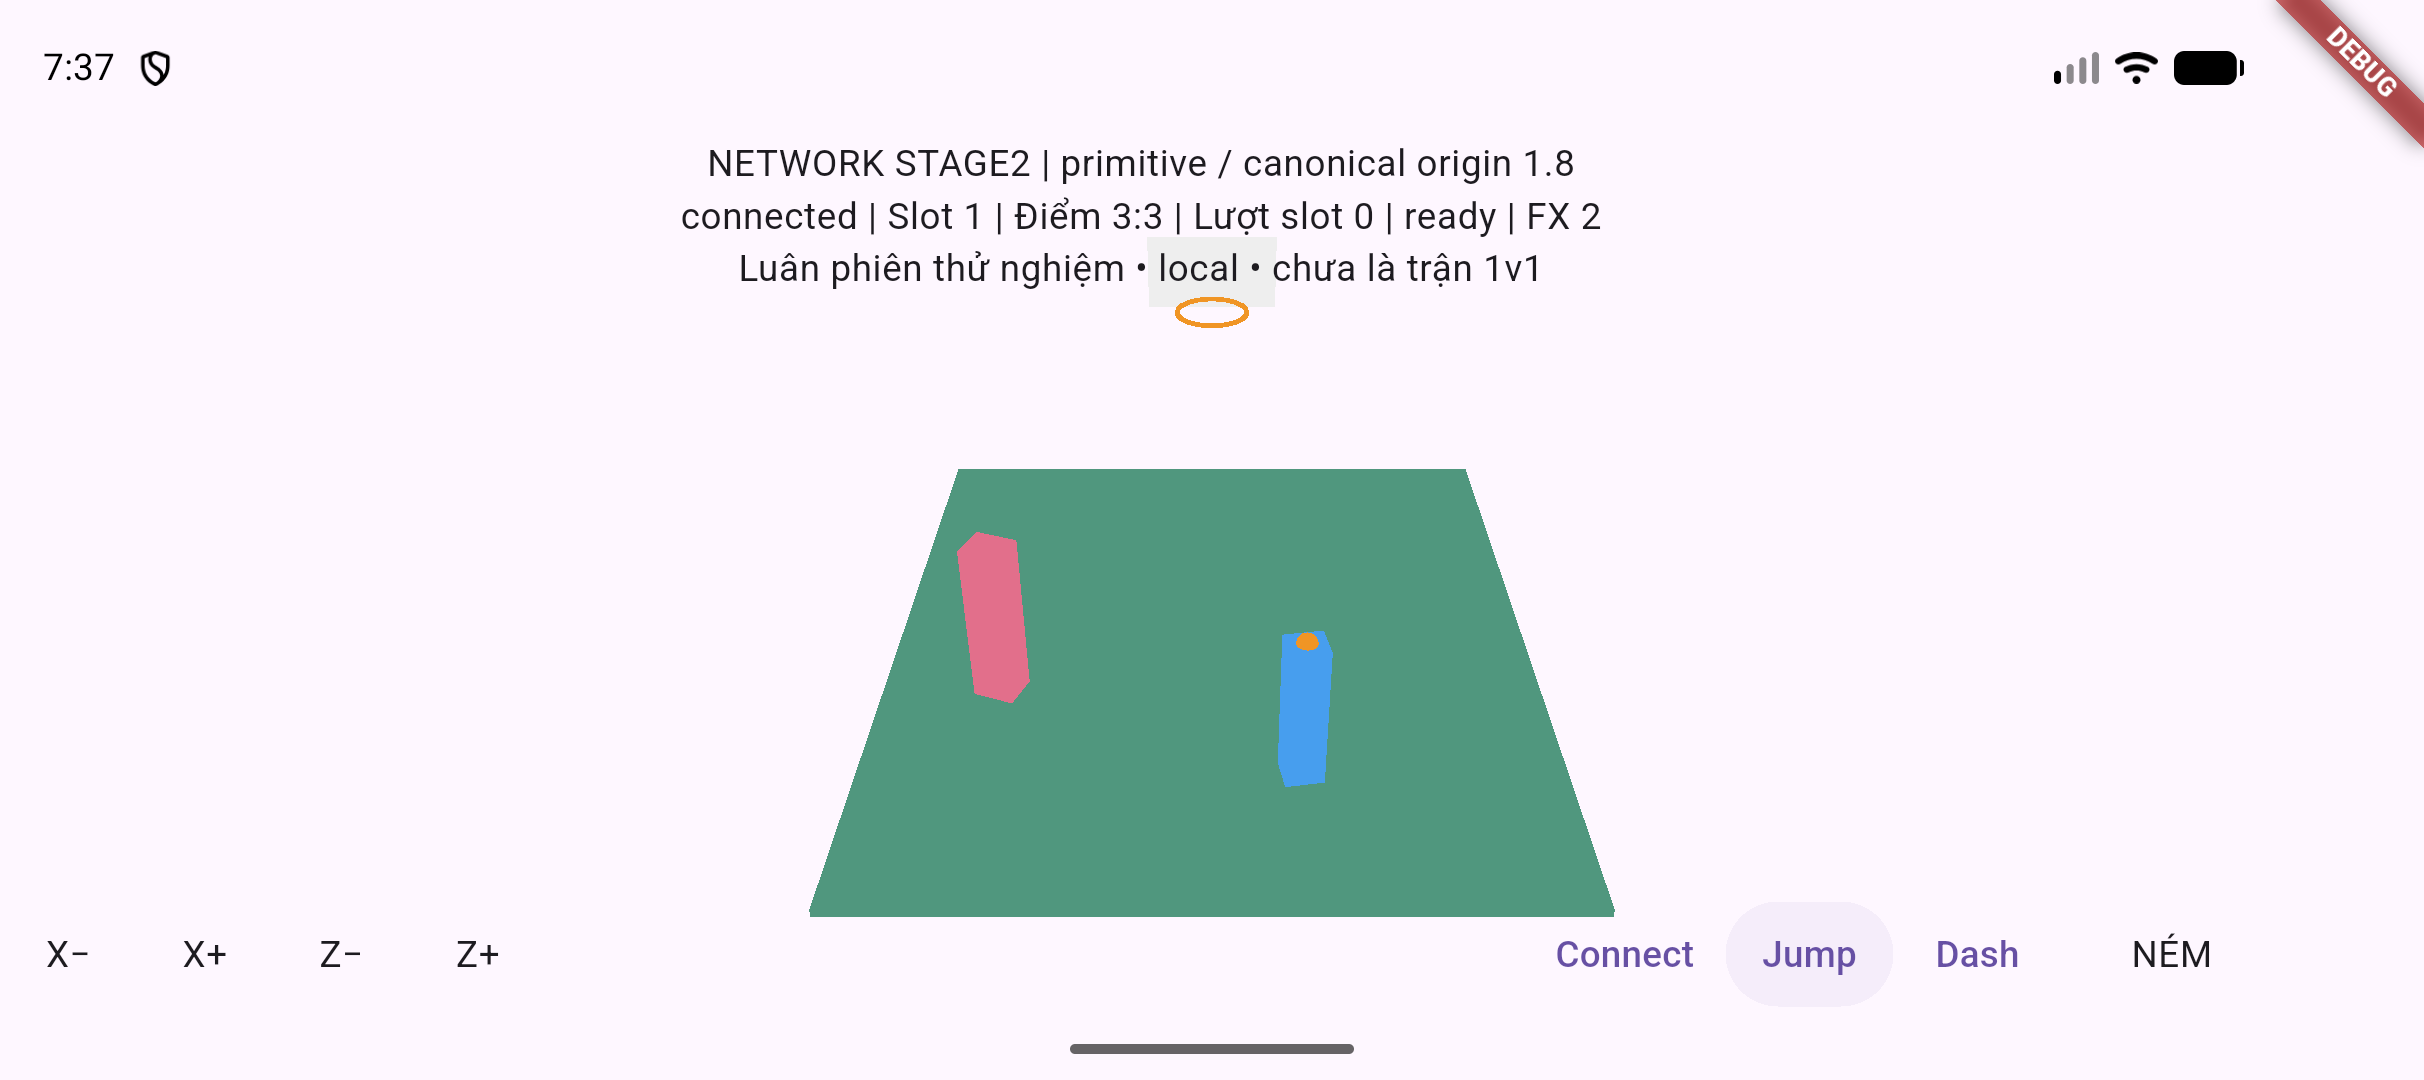 7:37
DEBUG
NETWORK STAGE2 | primitive / canonical origin 1.8
connected | Slot 1 | Điểm 3:3 | Lượt slot 0 | ready | FX 2
Luân phiên thử nghiệm • local • chưa là trận 1v1
X− X+ Z− Z+ Connect Jump Dash NÉM